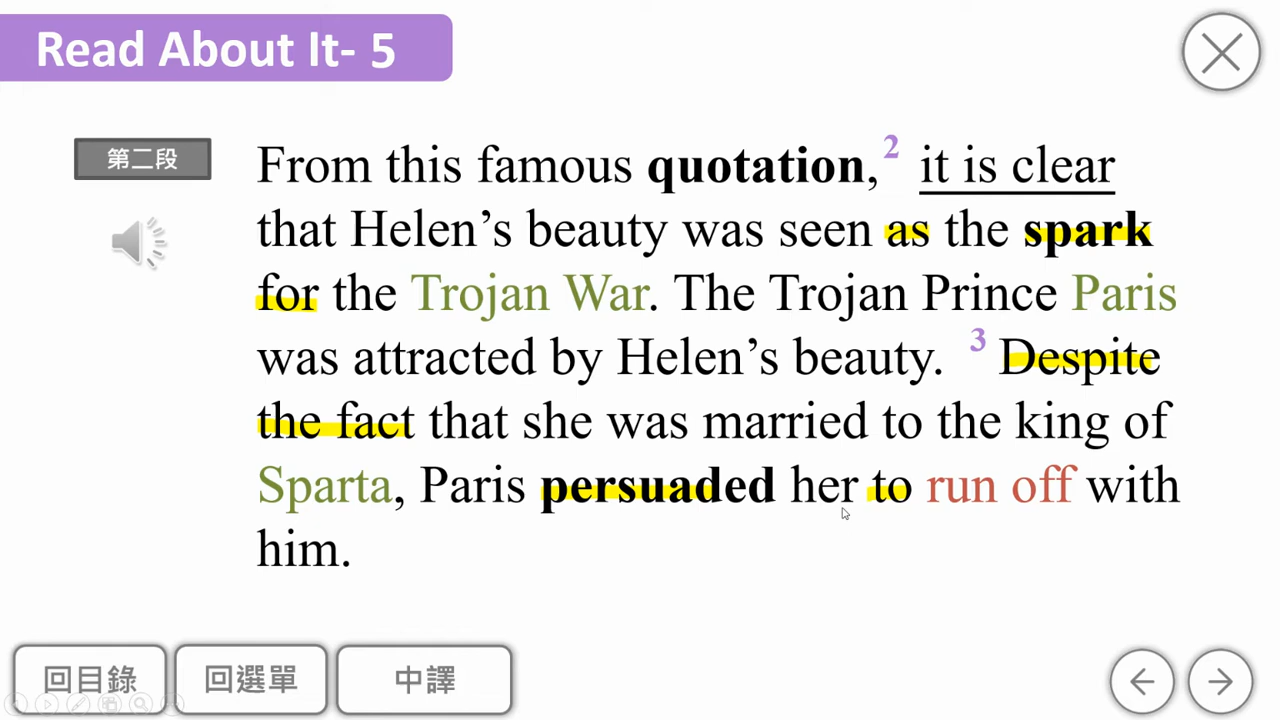 Read About It- 5
第二段
From this famous quotation, 2 it is clear
that Helen’s beauty was seen as the spark
for the Trojan War. The Trojan Prince Paris
was attracted by Helen’s beauty. 3 Despite
the fact that she was married to the king of
Sparta, Paris persuaded her to run off with
him.
回目錄 回選單 中譯